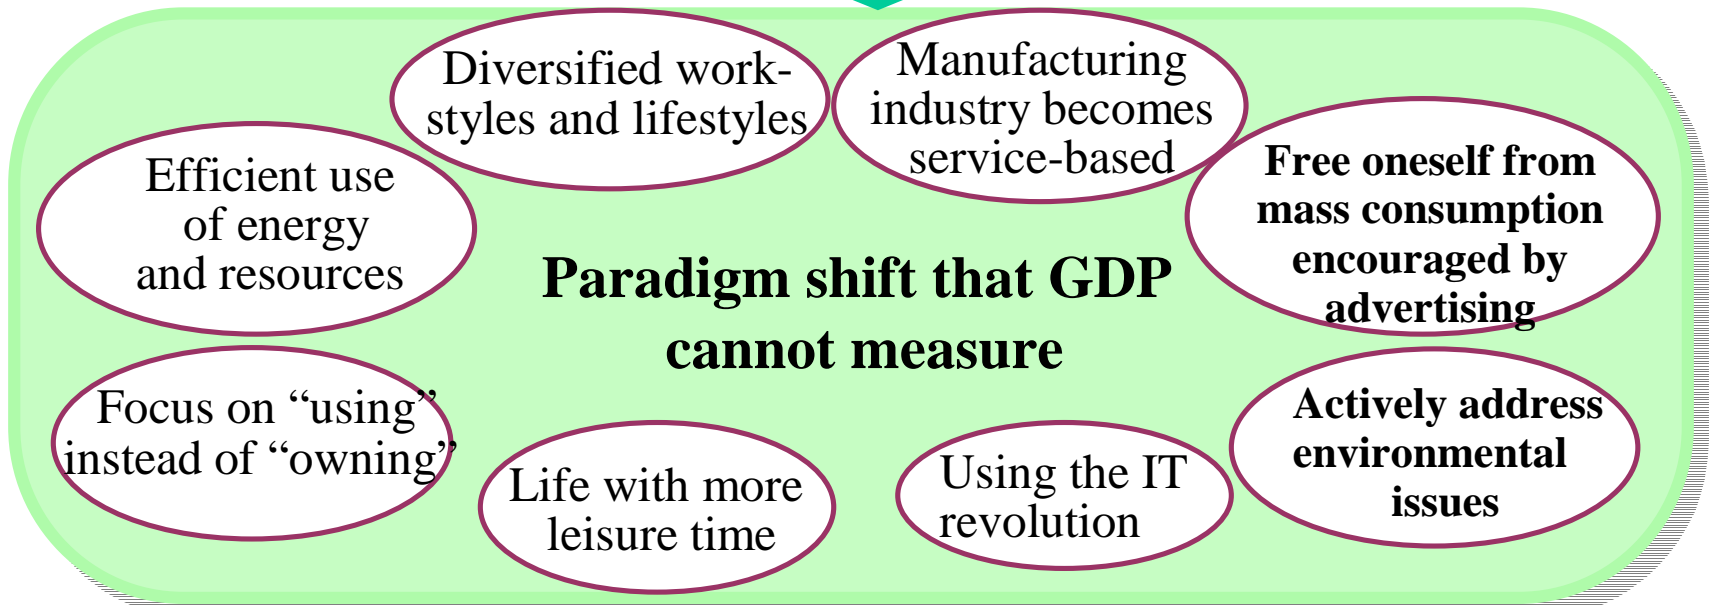 Diversified work-
styles and lifestyles
Manufacturing
industry becomes
service-based
Efficient use
of energy
and resources
Free oneself from
mass consumption
encouraged by
advertising
Paradigm shift that GDP
cannot measure
Focus on “using”
instead of “owning”
Life with more
leisure time
Using the IT
revolution
Actively address
environmental
issues